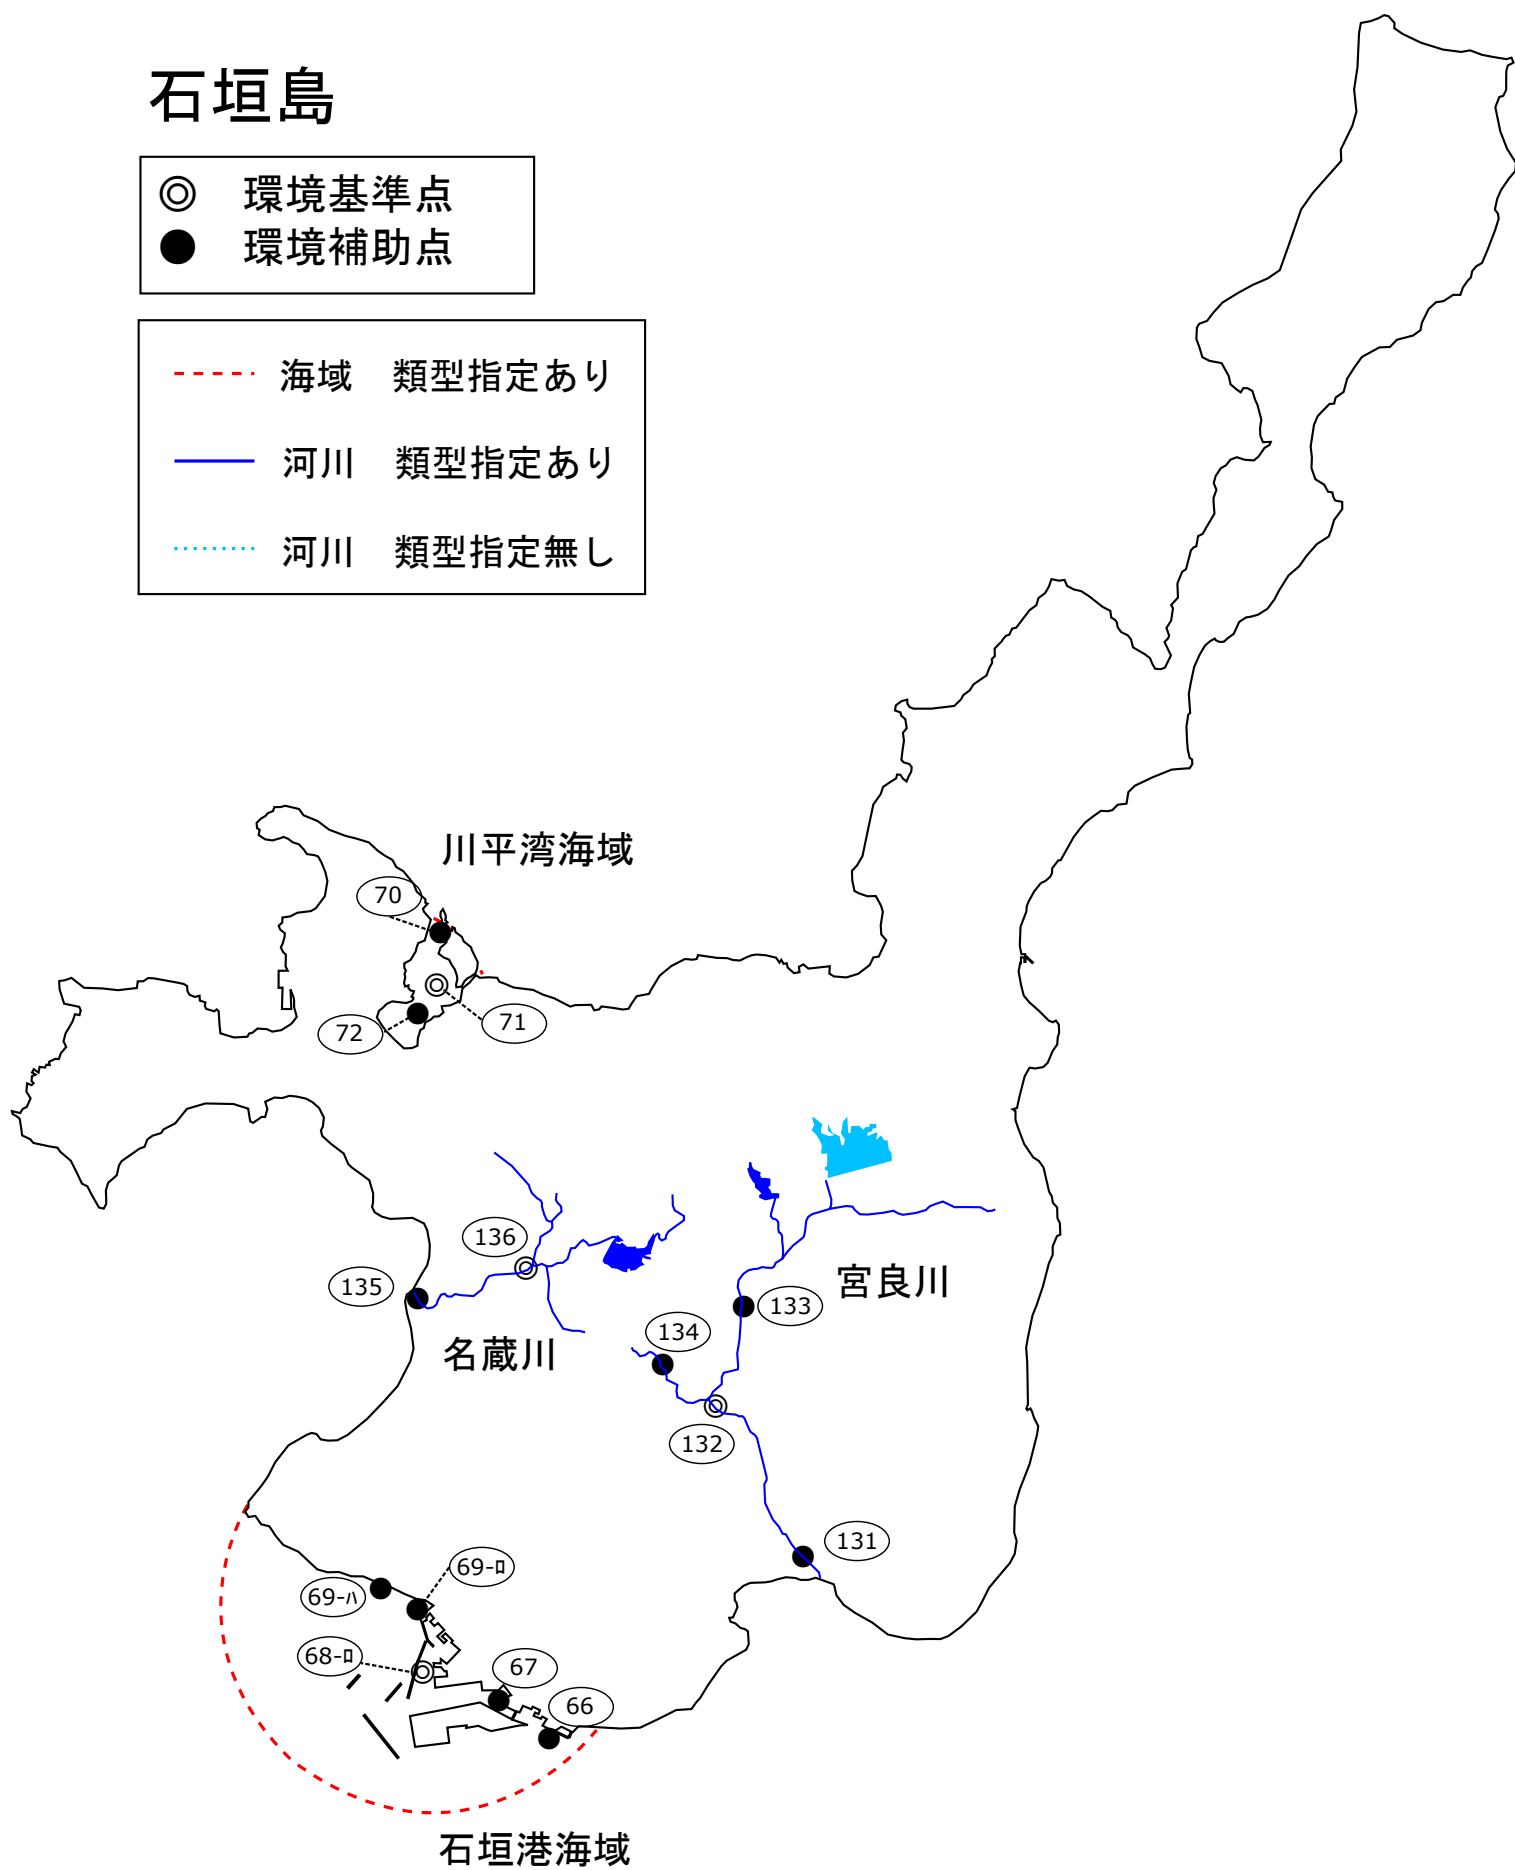 石垣島
環境基準点
環境補助点
海域　類型指定あり
河川　類型指定あり
河川　類型指定無し
川平湾海域
70
71
72
136
135
名蔵川
宮良川
133
134
132
131
69-ﾛ
69-ﾊ
68-ﾛ
67
66
石垣港海域